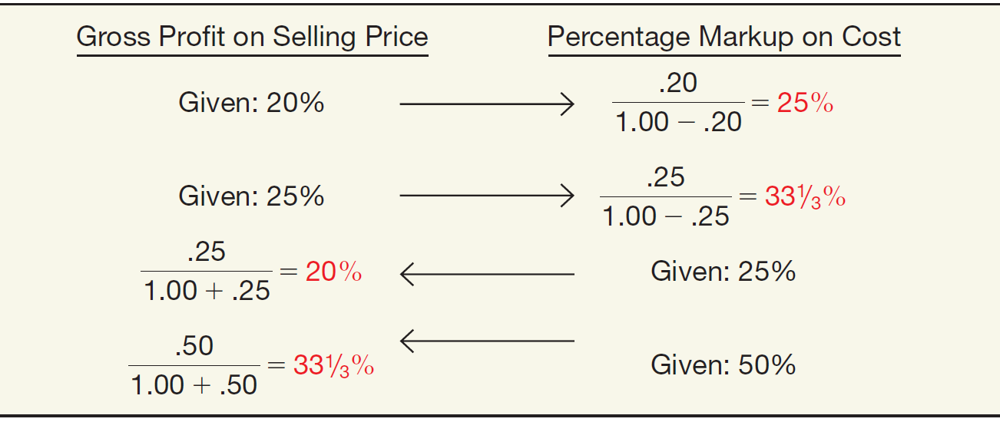 Gross Profit on Selling Price Percentage Markup on Cost
Given: 20% .20 / 1.00 − .20 = 25%
Given: 25% .25 / 1.00 − .25 = 33⅓%
.25 / 1.00 + .25 = 20% Given: 25%
.50 / 1.00 + .50 = 33⅓% Given: 50%